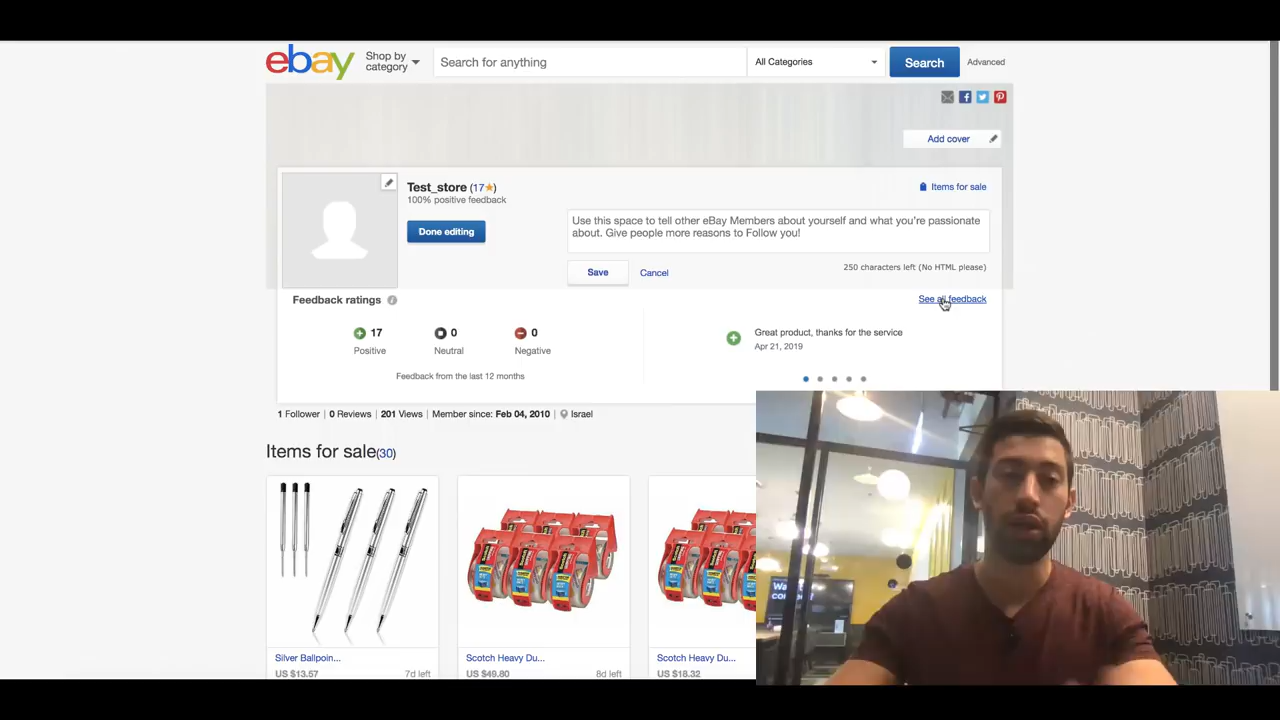 ebay
Shop by
category
Search for anything
All Categories
Search
Advanced
Add cover
Test_store (17★)
100% positive feedback
Done editing
Items for sale
Use this space to tell other eBay Members about yourself and what you're passionate
about. Give people more reasons to Follow you!
Save
Cancel
250 characters left (No HTML please)
Feedback ratings
See all feedback
17
Positive
0
Neutral
0
Negative
Great product, thanks for the service
Apr 21, 2019
Feedback from the last 12 months
1 Follower | 0 Reviews | 201 Views | Member since: Feb 04, 2010 | Israel
Items for sale(30)
Silver Ballpoin...
US $13.57
7d left
Scotch Heavy Du...
US $49.80
8d left
Scotch Heavy Du...
US $18.32